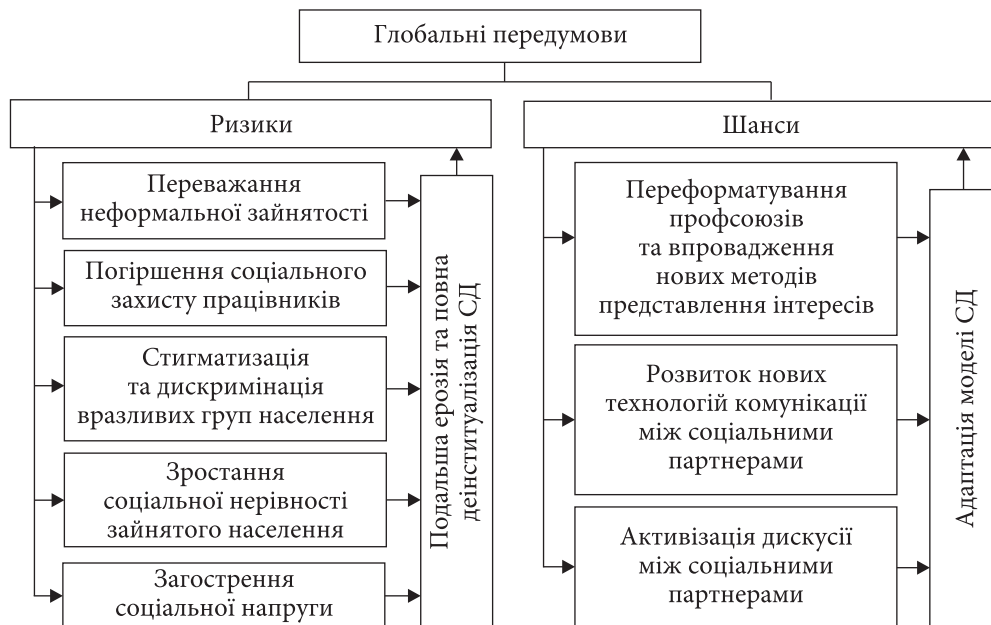 Глобальні передумови
Ризики
Переважання
неформальної зайнятості
Погіршення соціального
захисту працівників
Стигматизація
та дискримінація
вразливих груп населення
Зростання
соціальної нерівності
зайнятого населення
Загострення
соціальної напруги
Подальша ерозія та повна
деінституалізація СД
Шанси
Переформатування
профсоюзів
та впровадження
нових методів
представлення інтересів
Розвиток нових
технологій комунікації
між соціальними
партнерами
Активізація дискусії
між соціальними
партнерами
Адаптація моделі СД